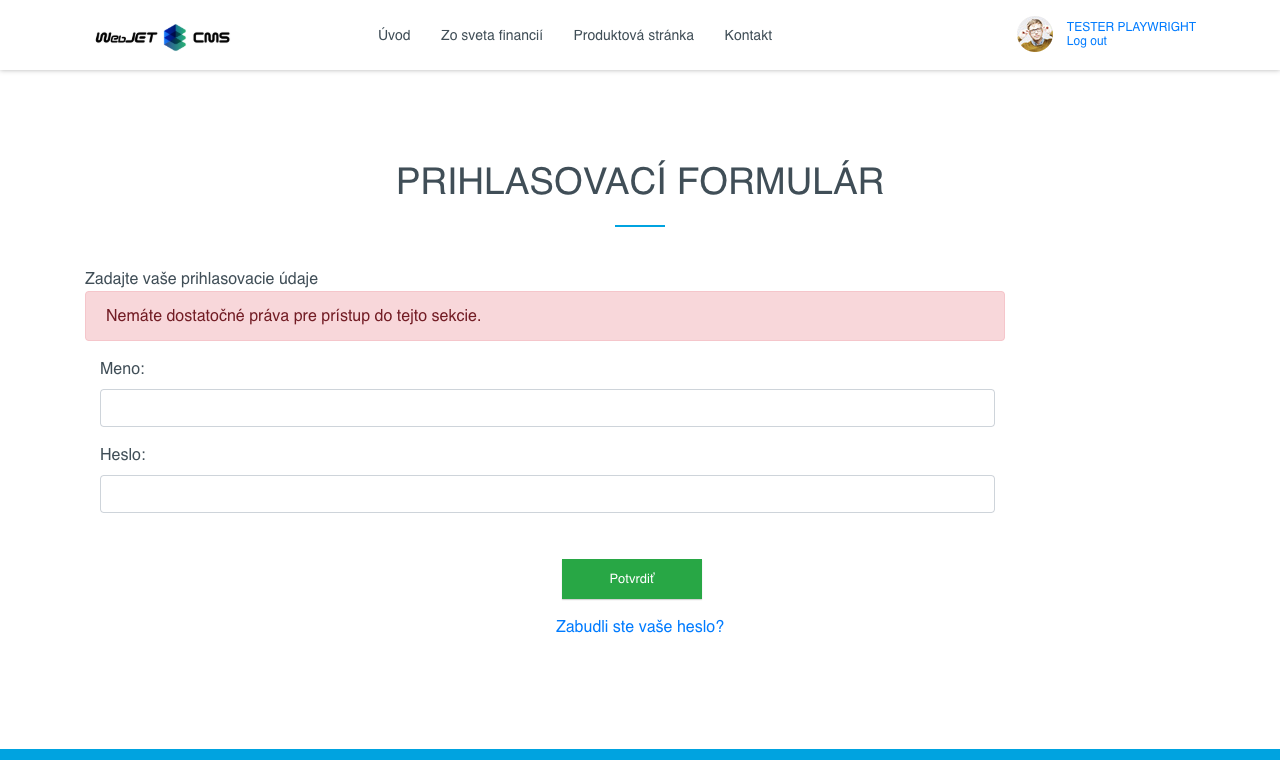 WebJET CMS
Úvod
Zo sveta financií
Produktová stránka
Kontakt
TESTER PLAYWRIGHT
Log out
PRIHLASOVACÍ FORMULÁR
Zadajte vaše prihlasovacie údaje
Nemáte dostatočné práva pre prístup do tejto sekcie.
Meno:
Heslo:
Potvrdiť
Zabudli ste vaše heslo?